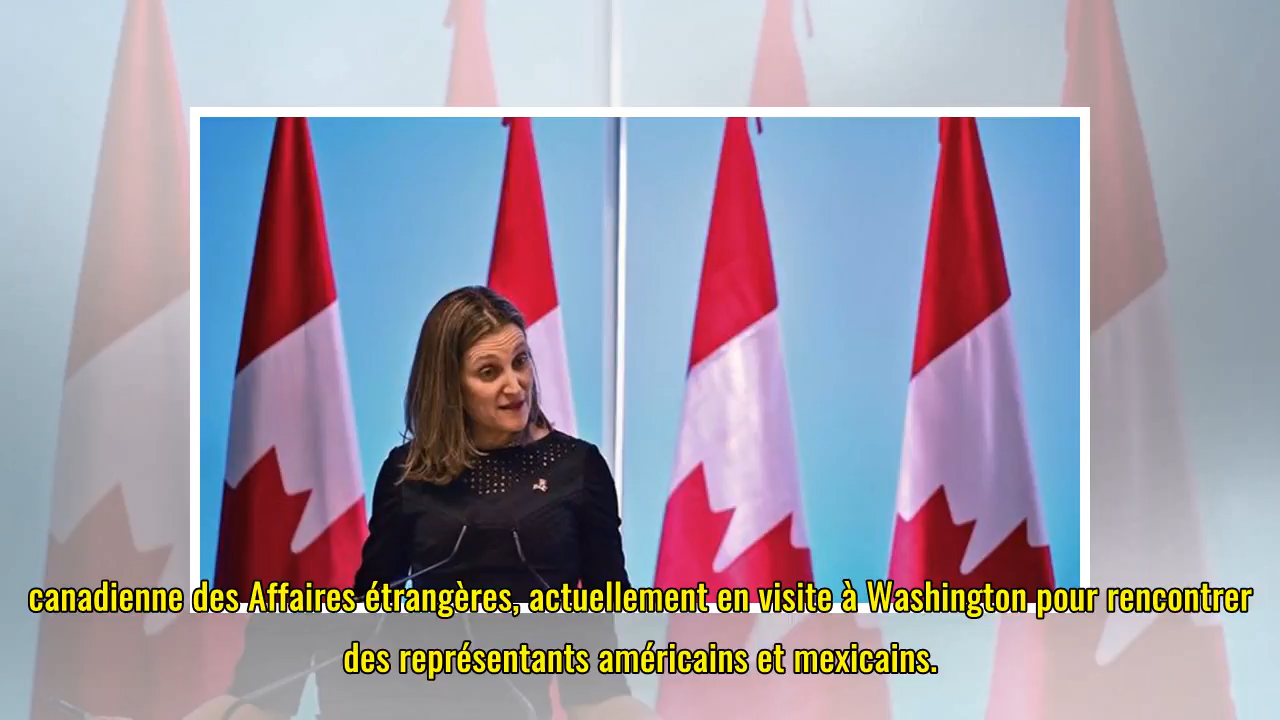 canadienne des Affaires étrangères, actuellement en visite à Washington pour rencontrer
des représentants américains et mexicains.